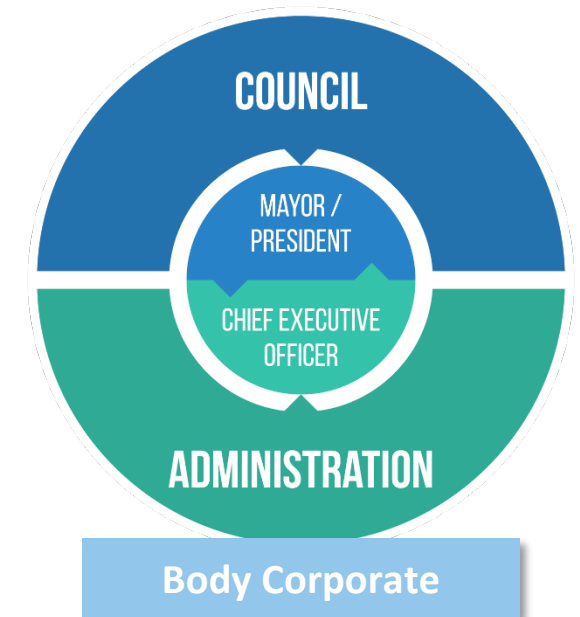 COUNCIL
MAYOR /
PRESIDENT
CHIEF EXECUTIVE
OFFICER
ADMINISTRATION
Body Corporate